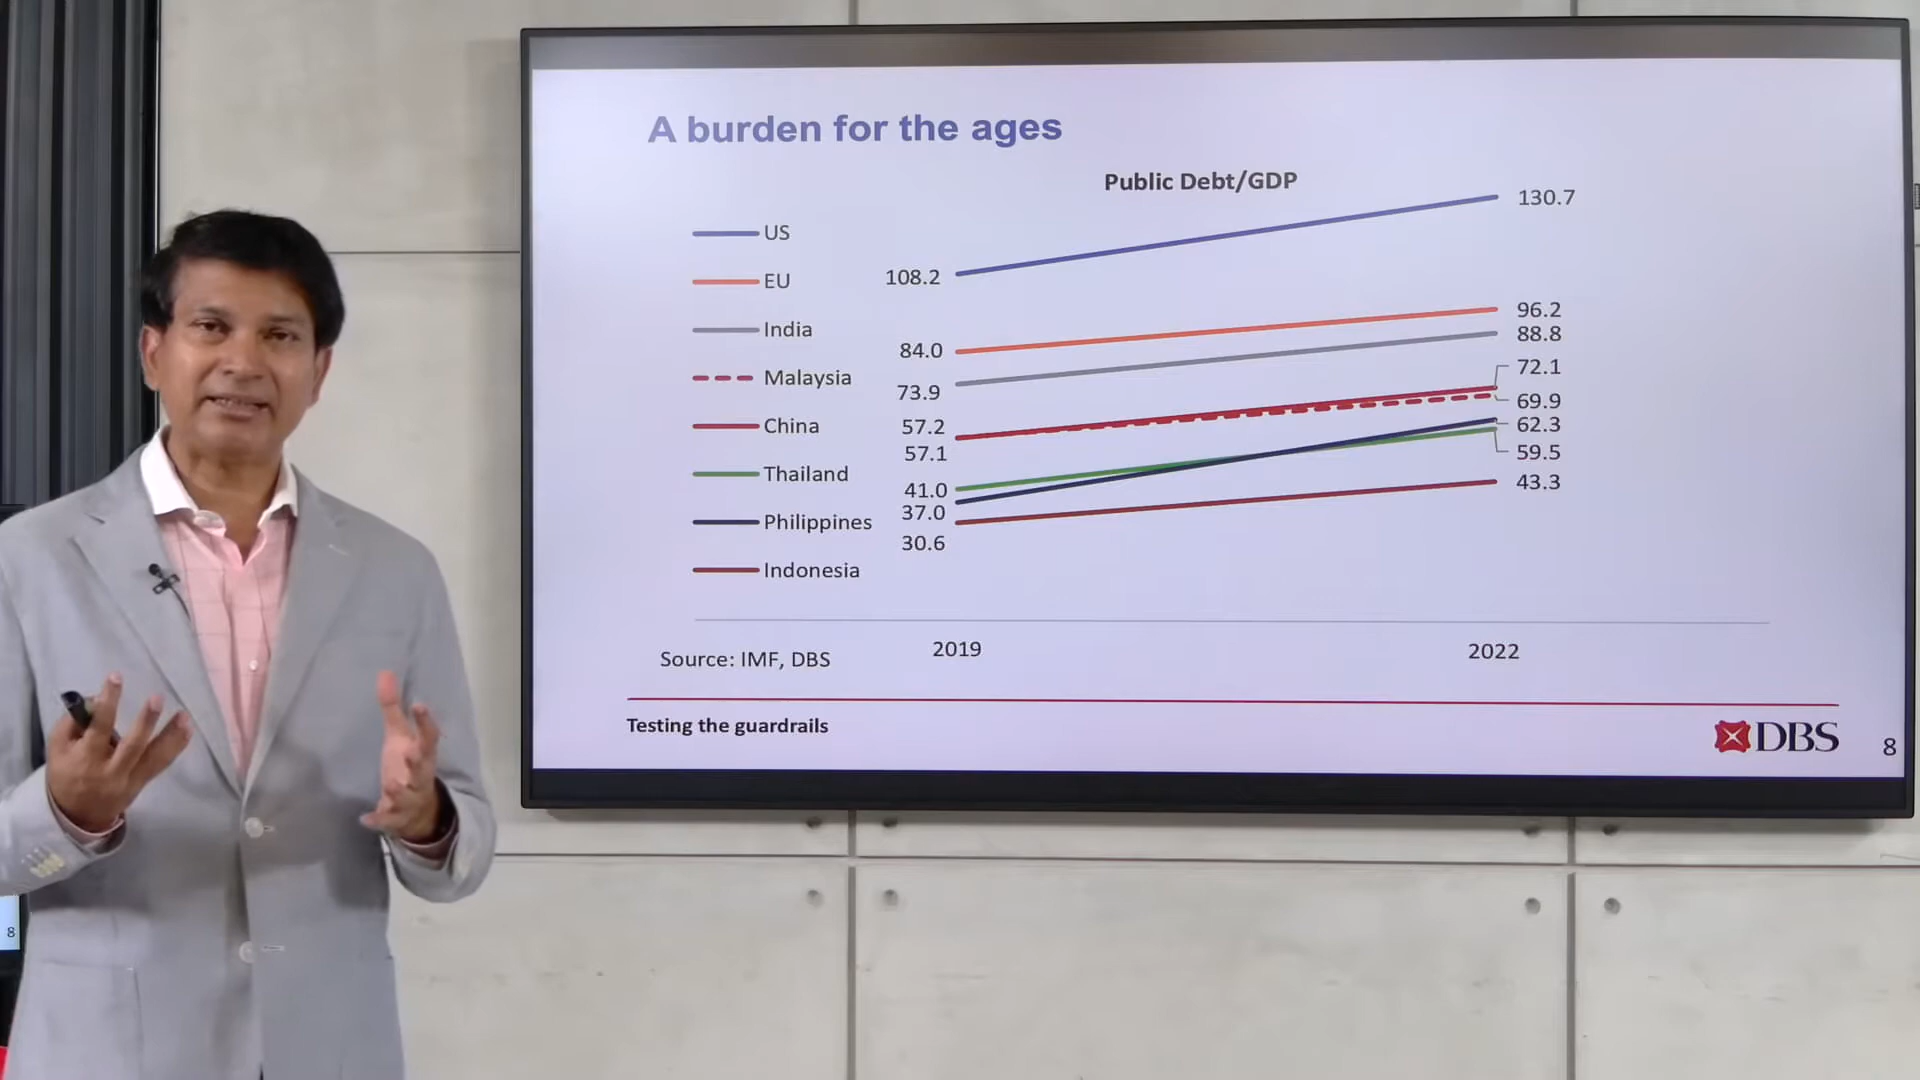 A burden for the ages
Public Debt/GDP
US
EU
India
Malaysia
China
Thailand
Philippines
Indonesia
108.2
84.0
73.9
57.2
57.1
41.0
37.0
30.6
130.7
96.2
88.8
72.1
69.9
62.3
59.5
43.3
2019
2022
Source: IMF, DBS
Testing the guardrails
DBS
8
8